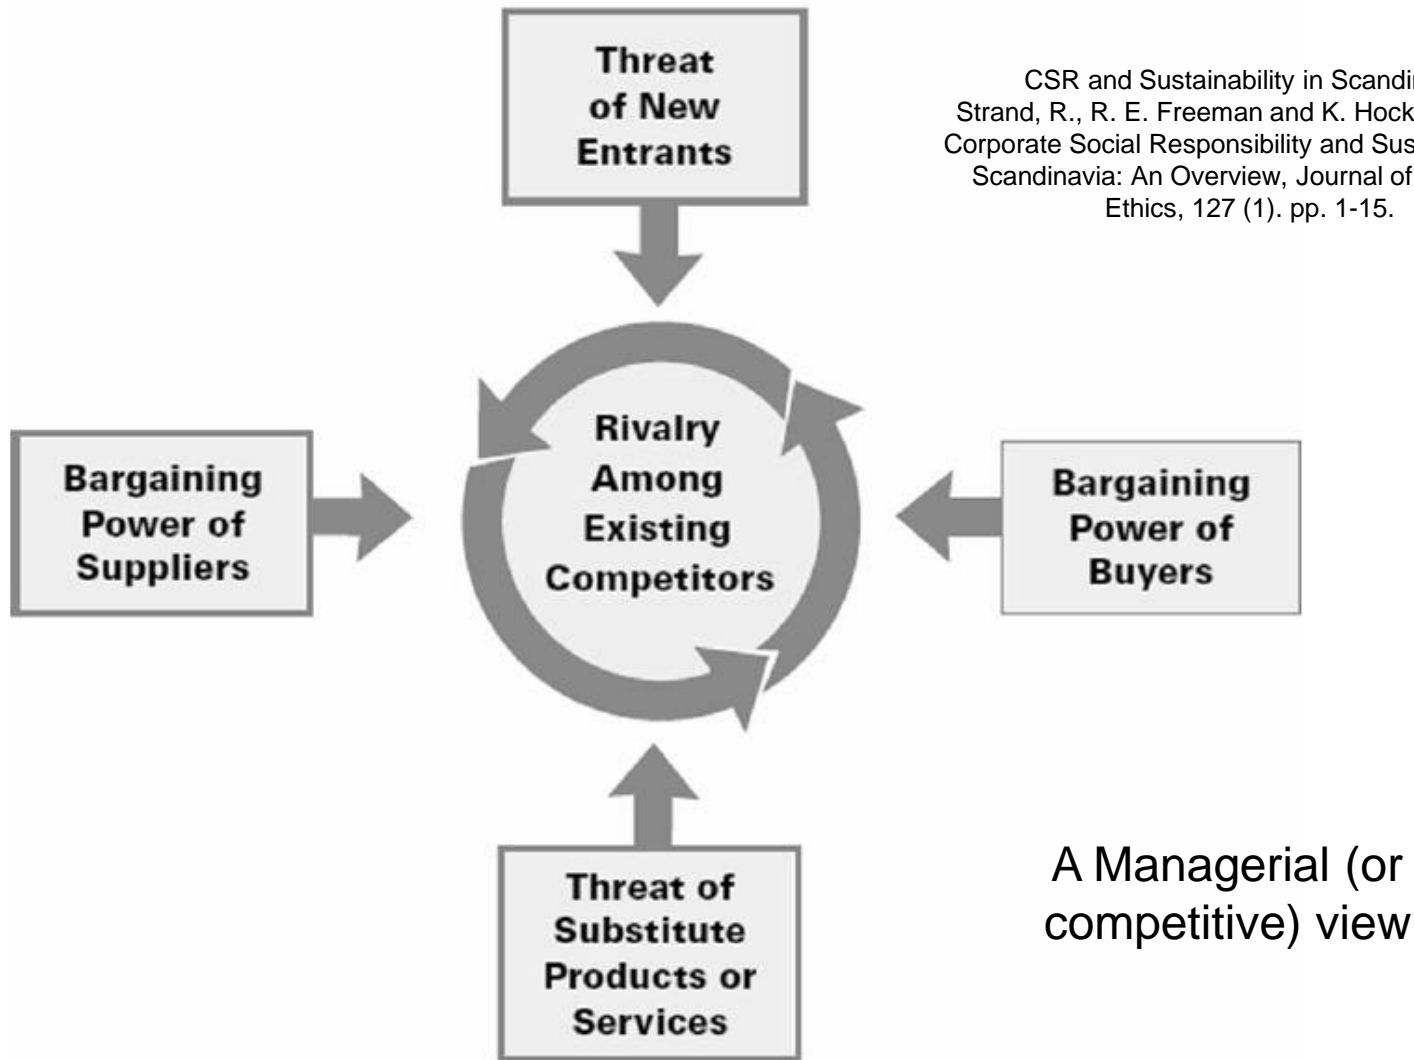 Threat
of New
Entrants
CSR and Sustainability in
Strand, R., R. E. Freeman and K.
Corporate Social Responsibility and
Scandinavia: An Overview, Journal of
Ethics, 127 (1). pp. 1-15.
Rivalry
Among
Existing
Competitors
Bargaining
Power of
Suppliers
Bargaining
Power of
Buyers
Threat of
Substitute
Products or
Services
A Managerial (or
competitive) view